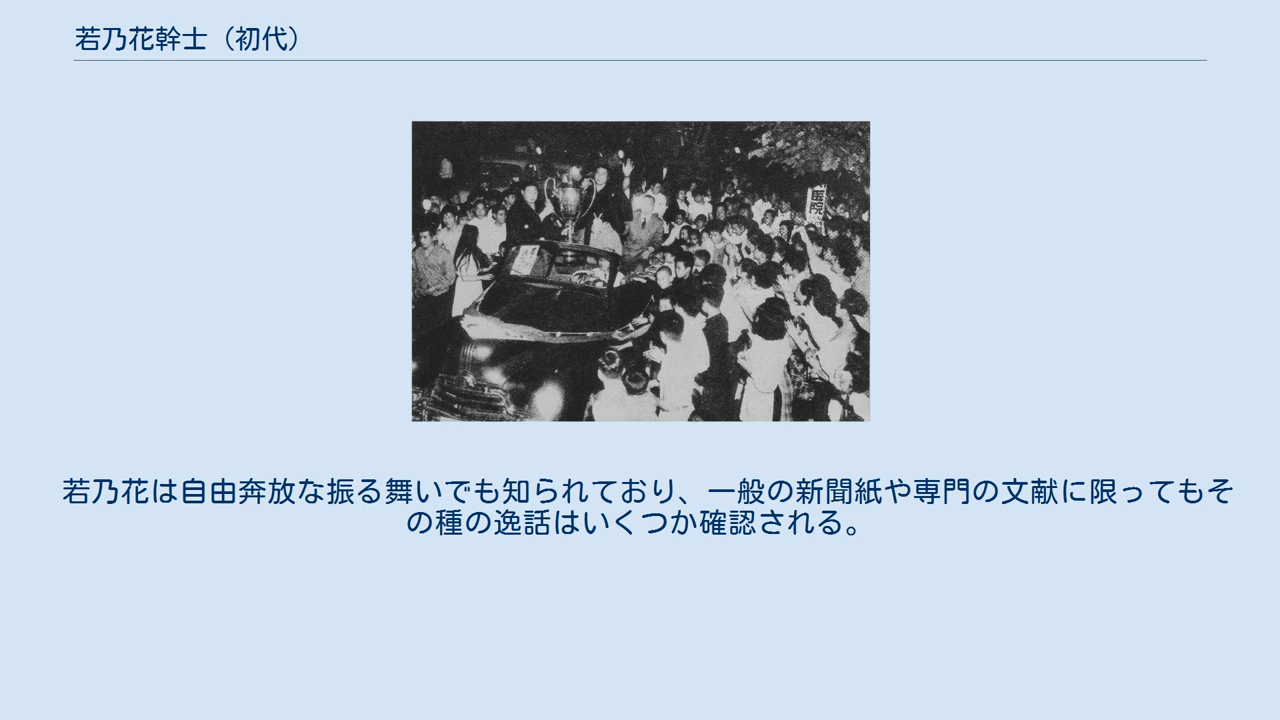 若乃花幹士（初代）
若乃花は自由奔放な振る舞いでも知られており、一般の新聞紙や専門の文献に限ってもそ
の種の逸話はいくつか確認される。